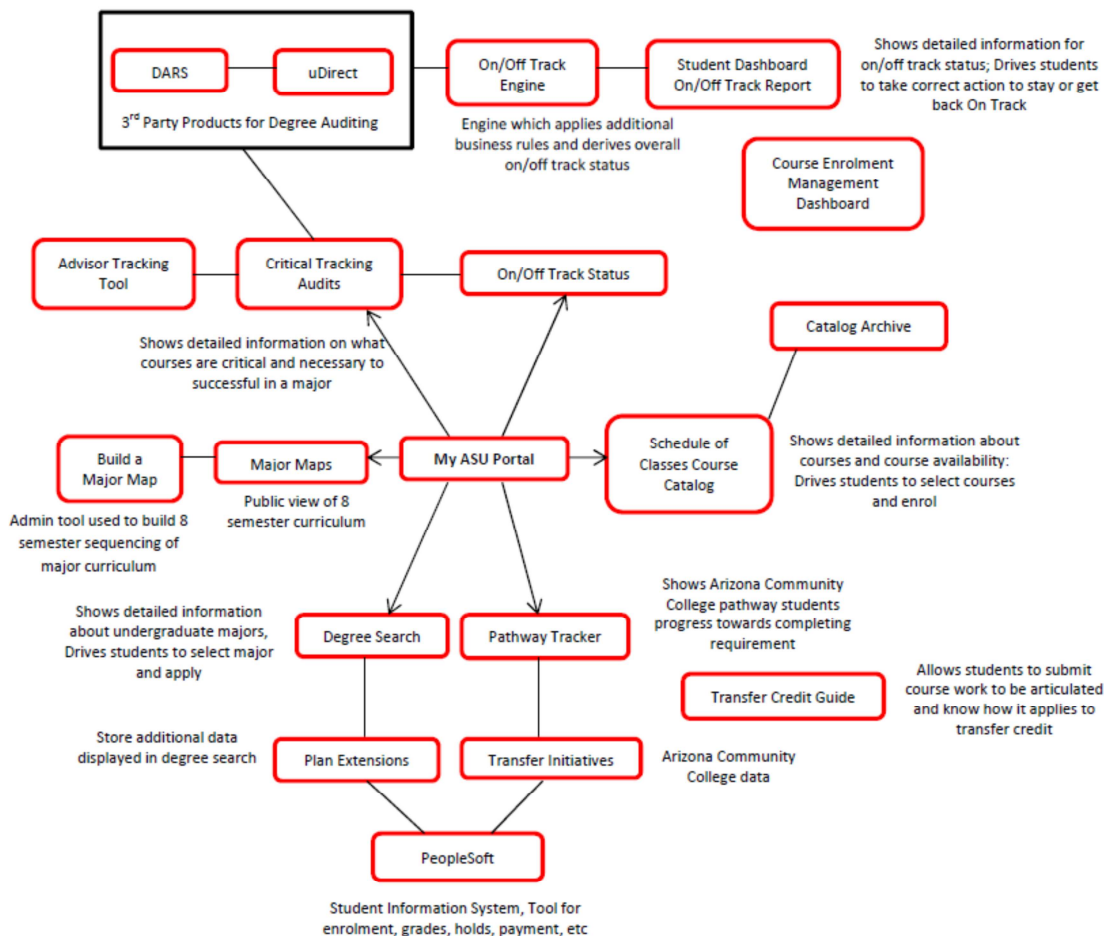 DARS
uDirect
3rd Party Products for Degree Auditing
On/Off Track
Engine
Engine which applies additional
business rules and derives overall
on/off track status
Student Dashboard
On/Off Track Report
Shows detailed information for
on/off track status; Drives students
to take correct action to stay or get
back On Track
Course Enrolment
Management
Dashboard
Advisor Tracking
Tool
Critical Tracking
Audits
On/Off Track Status
Shows detailed information on what
courses are critical and necessary to
successful in a major
Catalog Archive
Build a
Major Map
Admin tool used to build 8
semester sequencing of
major curriculum
Major Maps
Public view of 8
semester curriculum
My ASU Portal
Schedule of
Classes Course
Catalog
Shows detailed information about
courses and course availability:
Drives students to select courses
and enrol
Shows detailed information
about undergraduate majors,
Drives students to select major
and apply
Degree Search
Pathway Tracker
Shows Arizona Community
College pathway students
progress towards completing
requirement
Transfer Credit Guide
Allows students to submit
course work to be articulated
and know how it applies to
transfer credit
Store additional data
displayed in degree search
Plan Extensions
Transfer Initiatives
Arizona Community
College data
PeopleSoft
Student Information System, Tool for
enrolment, grades, holds, payment, etc